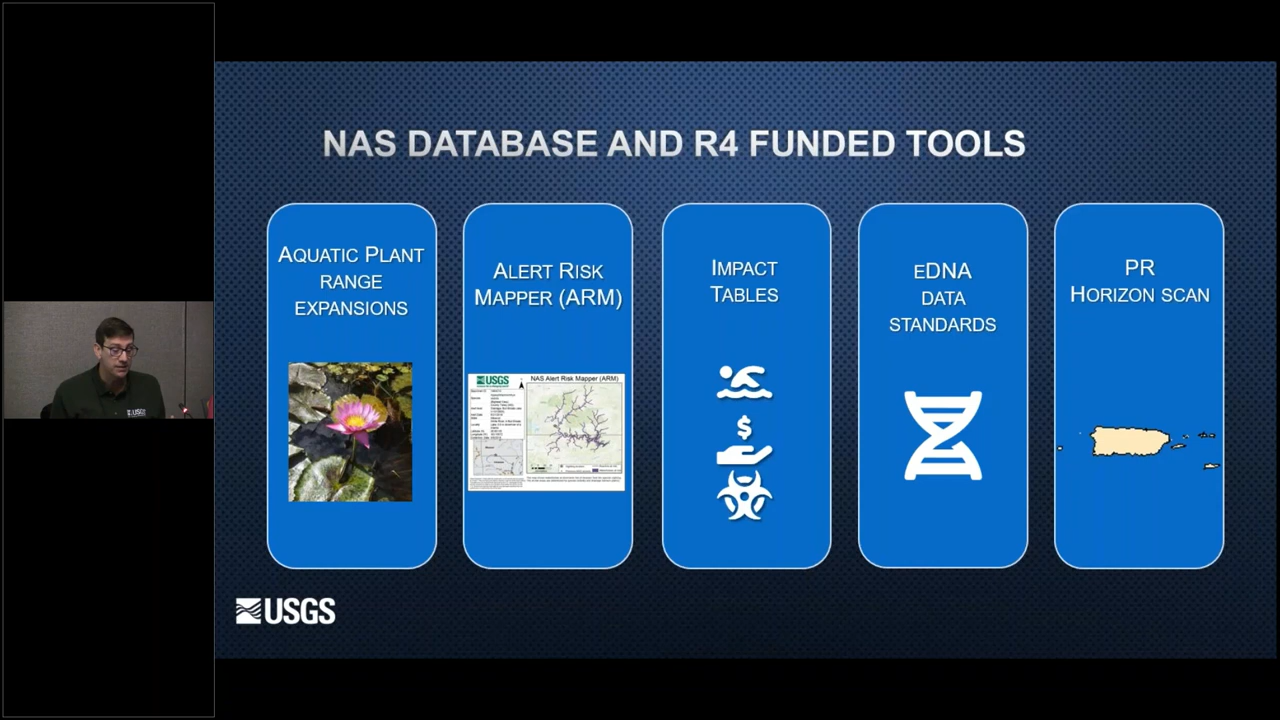 NAS DATABASE AND R4 FUNDED TOOLS
AQUATIC PLANT
RANGE
EXPANSIONS
ALERT RISK
MAPPER (ARM)
USGS
NAS Alert Risk Mapper (ARM)
IMPACT
TABLES
$
EDNA
DATA
STANDARDS
PR
HORIZON SCAN
USGS
USGS